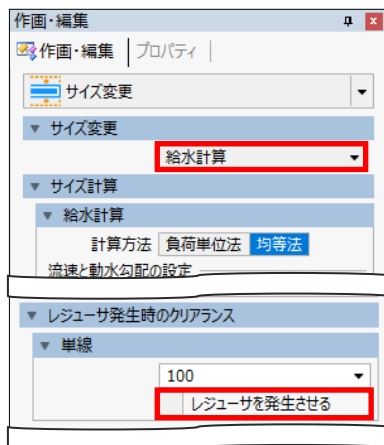 作画・編集
作画・編集 プロパティ
サイズ変更
サイズ変更
給水計算
サイズ計算
給水計算
計算方法 負荷単位法 均等法
流速と動水勾配の設定
レジューサ発生時のクリアランス
単線
100
レジューサを発生させる